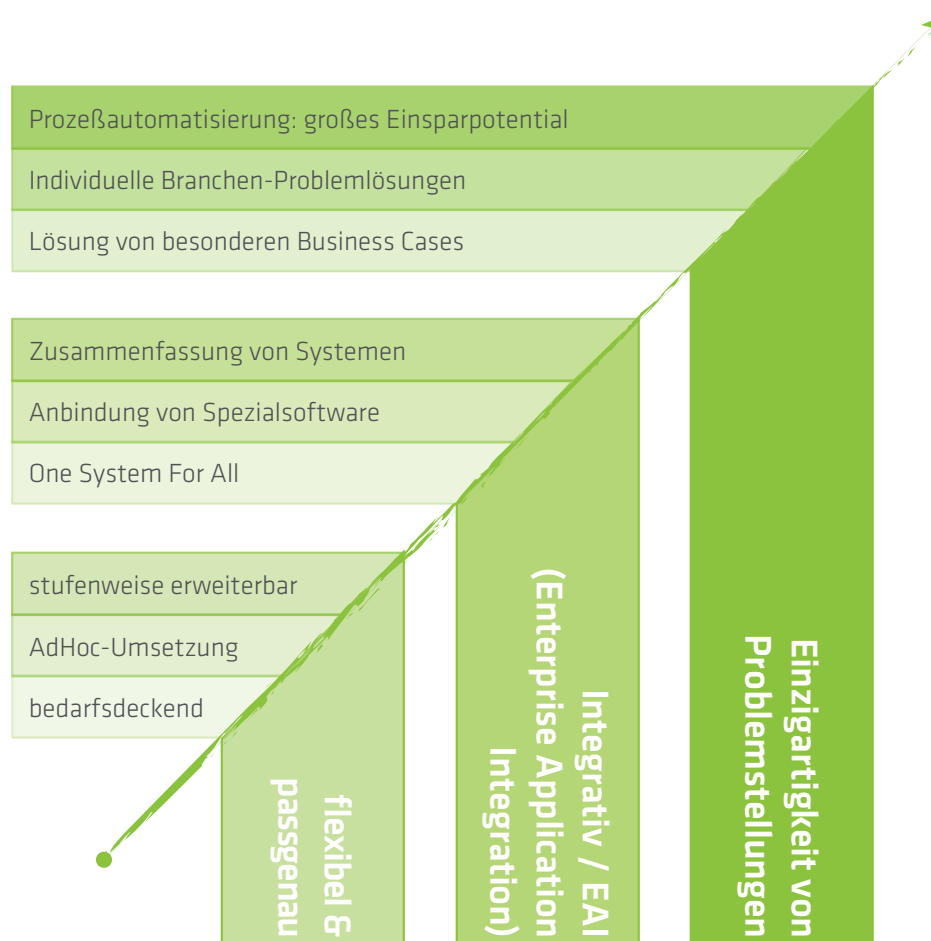 Prozeßautomatisierung: großes Einsparpotential
Individuelle Branchen-Problemlösungen
Lösung von besonderen Business Cases
Zusammenfassung von Systemen
Anbindung von Spezialsoftware
One System For All
stufenweise erweiterbar
AdHoc-Umsetzung
bedarfsdeckend
flexibel &
passgenau
Integrativ / EAI
(Enterprise Application
Integration)
Einzigartigkeit von
Problemstellungen